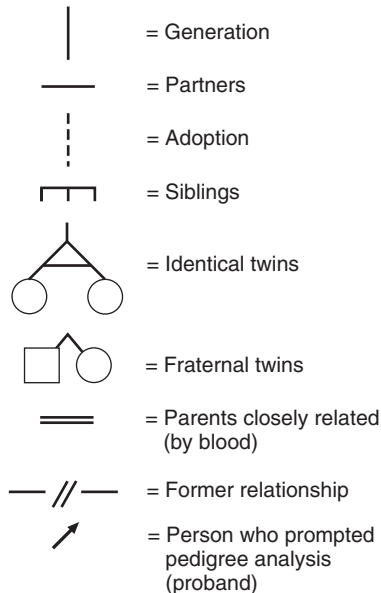 = Generation
= Partners
= Adoption
= Siblings
= Identical twins
= Fraternal twins
= Parents closely related
(by blood)
= Former relationship
= Person who prompted
pedigree analysis
(proband)